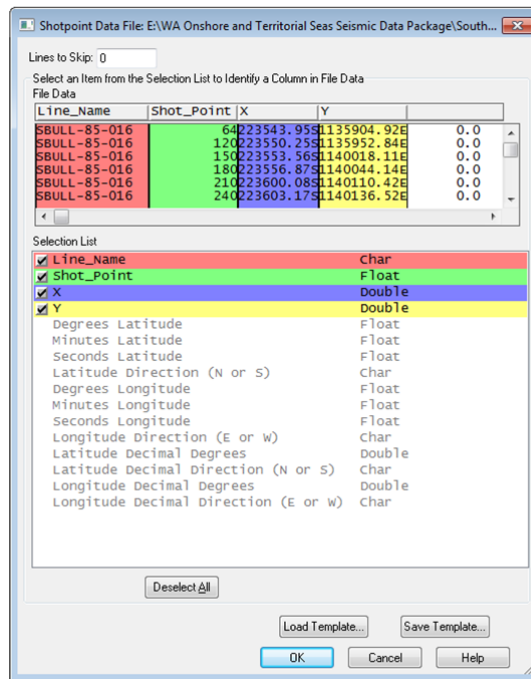 Shotpoint Data File: E:\WA Onshore and Territorial Seas Seismic Data Package\South...
Lines to Skip: 0
Select an Item from the Selection List to Identify a Column in File Data
File Data
Line_Name Shot_Point X Y
SBULL-85-016 64 223543.95S 1135904.92E 0.0
SBULL-85-016 120 223550.25S 1135952.84E 0.0
SBULL-85-016 150 223553.56S 1140018.11E 0.0
SBULL-85-016 180 223556.87S 1140044.14E 0.0
SBULL-85-016 210 223600.08S 1140110.42E 0.0
SBULL-85-016 240 223603.17S 1140136.52E 0.0
Selection List
Line_Name Char
Shot_Point Float
X Double
Y Double
Degrees Latitude Float
Minutes Latitude Float
Seconds Latitude Float
Latitude Direction (N or S) Char
Degrees Longitude Float
Minutes Longitude Float
Seconds Longitude Float
Longitude Direction (E or W) Char
Latitude Decimal Degrees Double
Latitude Decimal Direction (N or S) Char
Longitude Decimal Degrees Double
Longitude Decimal Direction (E or W) Char
Deselect All
Load Template... Save Template...
OK Cancel Help